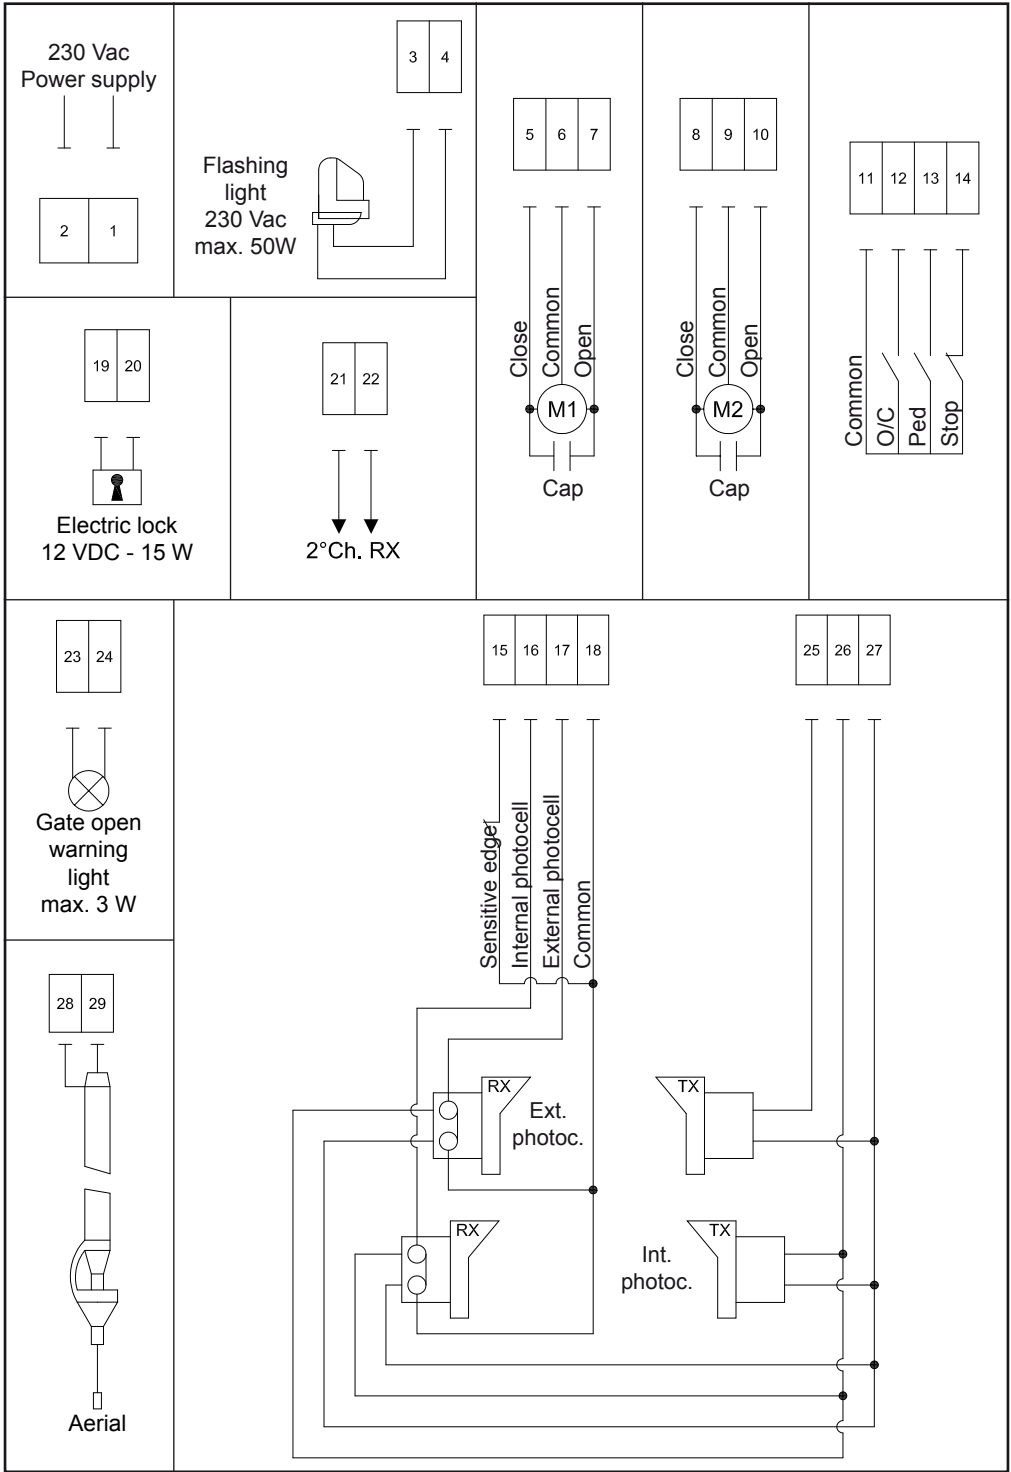 230 Vac
Power supply
2 1
3 4
Flashing
light
230 Vac
max. 50W
5 6 7
Close
Common
Open
M1
Cap
8 9 10
Close
Common
Open
M2
Cap
11 12 13 14
Common
O/C
Ped
Stop
19 20
Electric lock
12 VDC - 15 W
21 22
2°Ch. RX
23 24
Gate open
warning
light
max. 3 W
28 29
Aerial
15 16 17 18
Sensitive edge
Internal photocell
External photocell
Common
25 26 27
RX
Ext.
photoc.
TX
RX
Int.
photoc.
TX